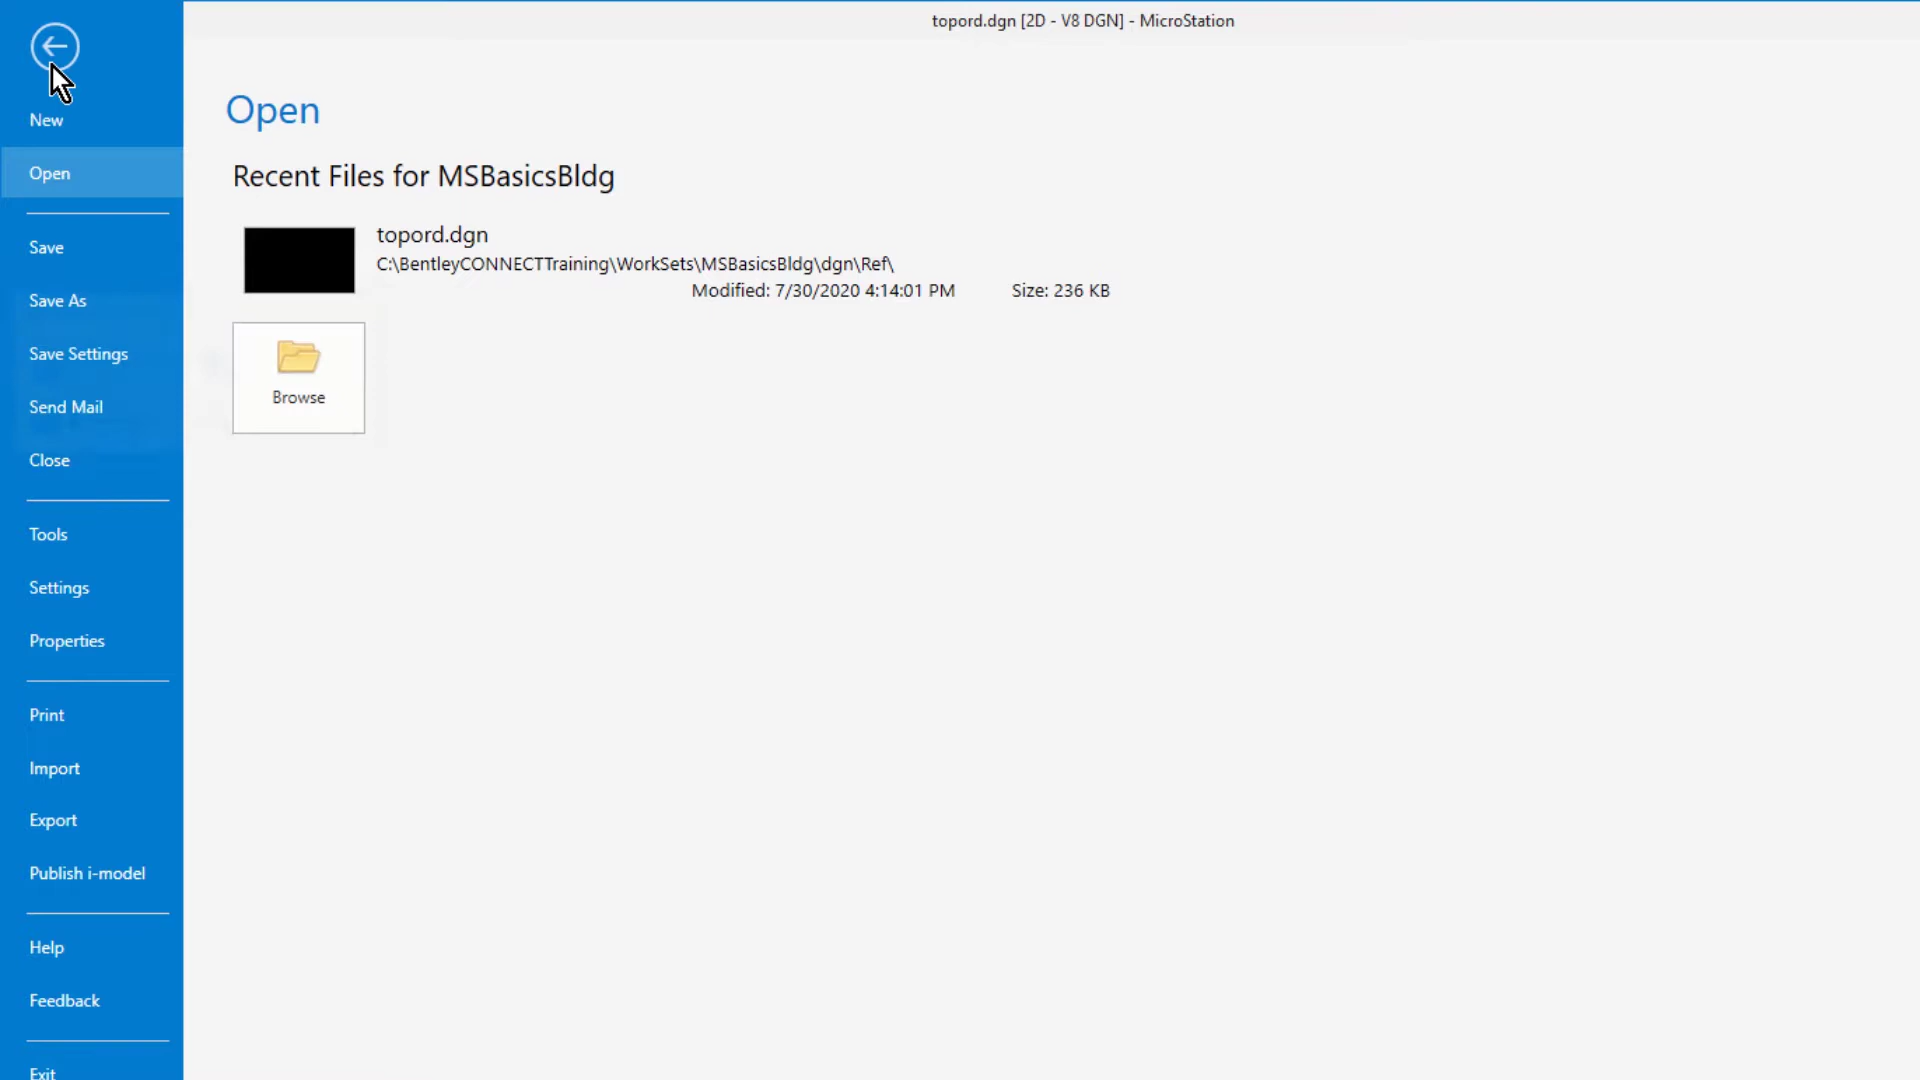 topord.dgn [2D - V8 DGN] - MicroStation
New
Open
Save
Save As
Save Settings
Send Mail
Close
Tools
Settings
Properties
Print
Import
Export
Publish i-model
Help
Feedback
Exit
Open
Recent Files for MSBasicsBldg
topord.dgn
C:\BentleyCONNECTTraining\WorkSets\MSBasicsBldg\dgn\Ref\
Modified: 7/30/2020 4:14:01 PM Size: 236 KB
Browse